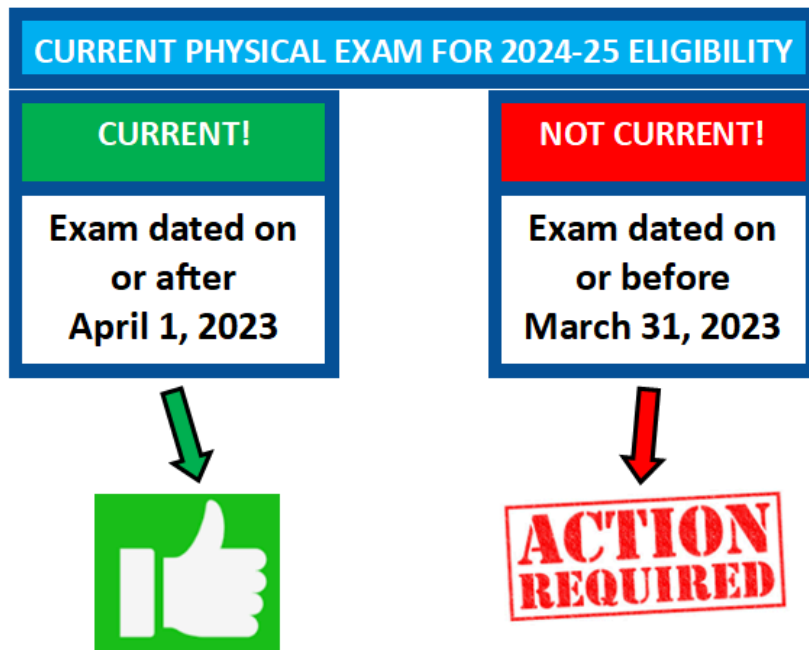 CURRENT PHYSICAL EXAM FOR 2024-25 ELIGIBILITY
CURRENT!
Exam dated on
or after
April 1, 2023
NOT CURRENT!
Exam dated on
or before
March 31, 2023
ACTION
REQUIRED